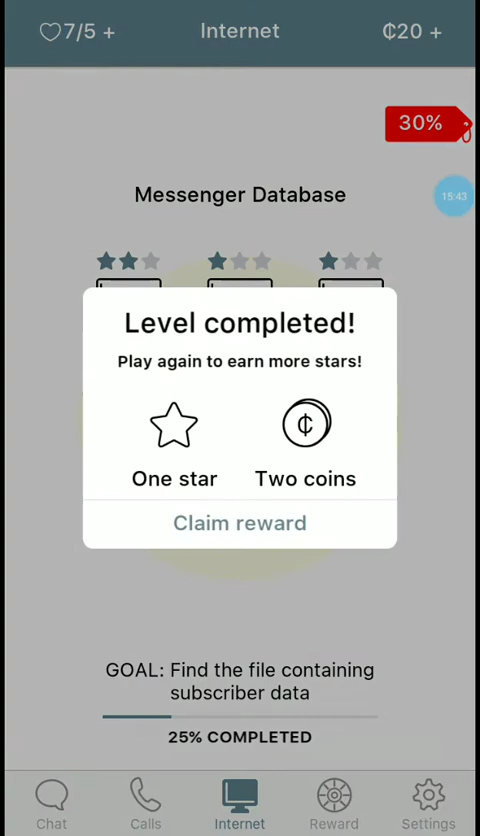 7/5 +
Internet
₵20 +
30%
Messenger Database
15:43
Level completed!
Play again to earn more stars!
₵
One star
Two coins
Claim reward
GOAL: Find the file containing
subscriber data
25% COMPLETED
Chat
Calls
Internet
Reward
Settings